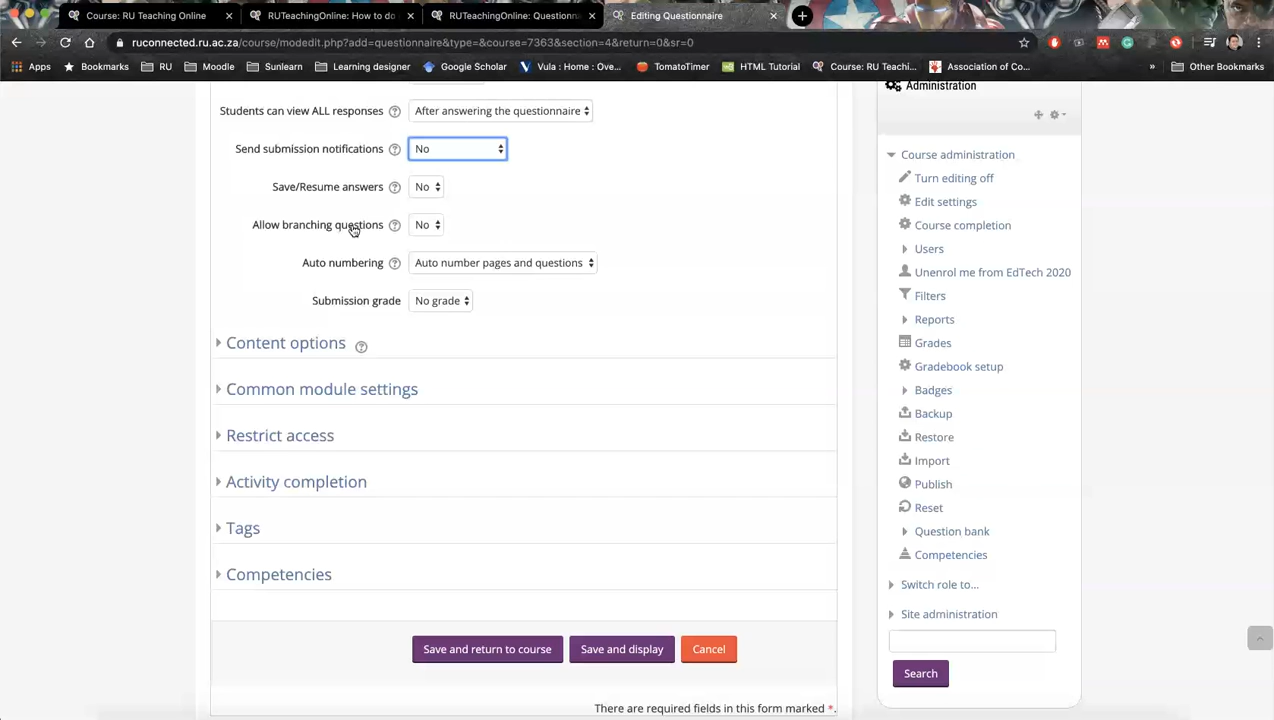 Course: RU Teaching Online
RUTeachingOnline: How to do
RUTeachingOnline: Questionna
Editing Questionnaire
ruconnected.ru.ac.za/course/modedit.php?add=questionnaire&type=&course=7363&section=4&return=0&sr=0
Apps
Bookmarks
RU
Moodle
Sunlearn
Learning designer
Google Scholar
Vula : Home : Ove...
TomatoTimer
HTML Tutorial
Course: RU Teachi...
Association of Co...
»
Other Bookmarks
Students can view ALL responses
After answering the questionnaire
Send submission notifications
No
Save/Resume answers
No
Allow branching questions
No
Auto numbering
Auto number pages and questions
Submission grade
No grade
Content options
Common module settings
Restrict access
Activity completion
Tags
Competencies
Save and return to course
Save and display
Cancel
There are required fields in this form marked *.
Administration
Course administration
Turn editing off
Edit settings
Course completion
Users
Unenrol me from EdTech 2020
Filters
Reports
Grades
Gradebook setup
Badges
Backup
Restore
Import
Publish
Reset
Question bank
Competencies
Switch role to...
Site administration
Search